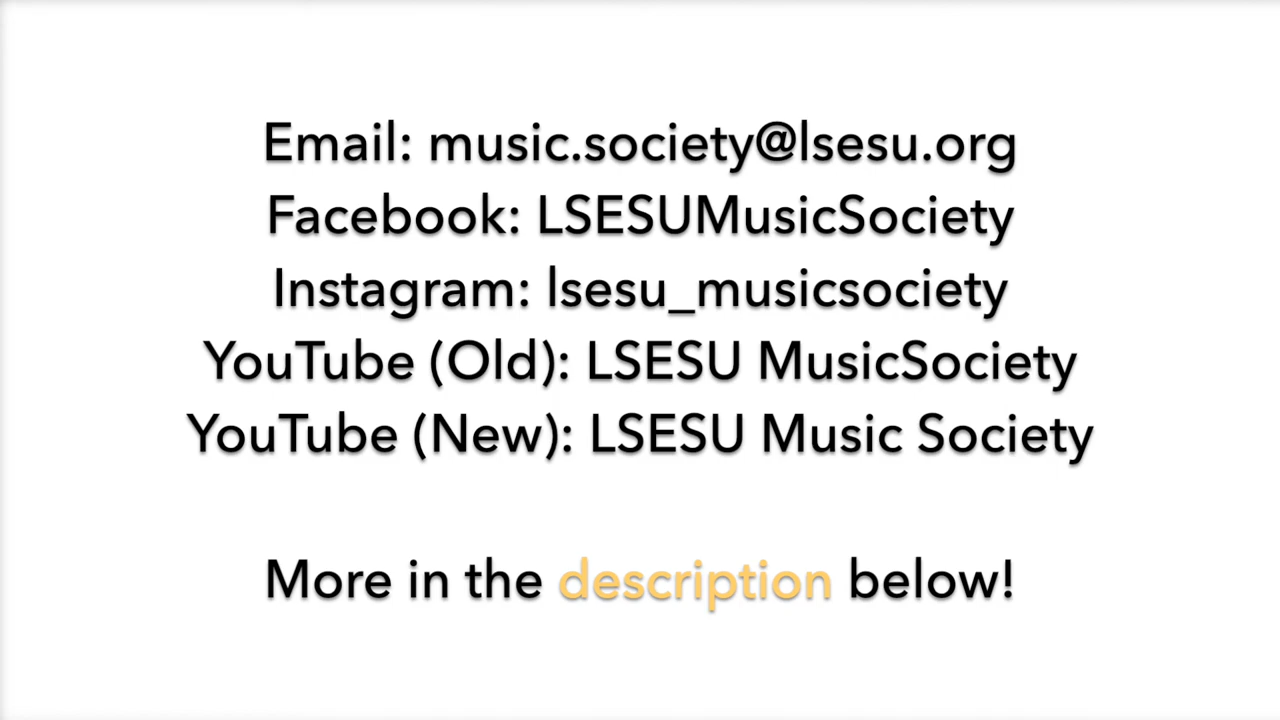 Email: music.society@lsesu.org
Facebook: LSESUMusicSociety
Instagram: lsesu_musicsociety
YouTube (Old): LSESU MusicSociety
YouTube (New): LSESU Music Society
More in the description below!